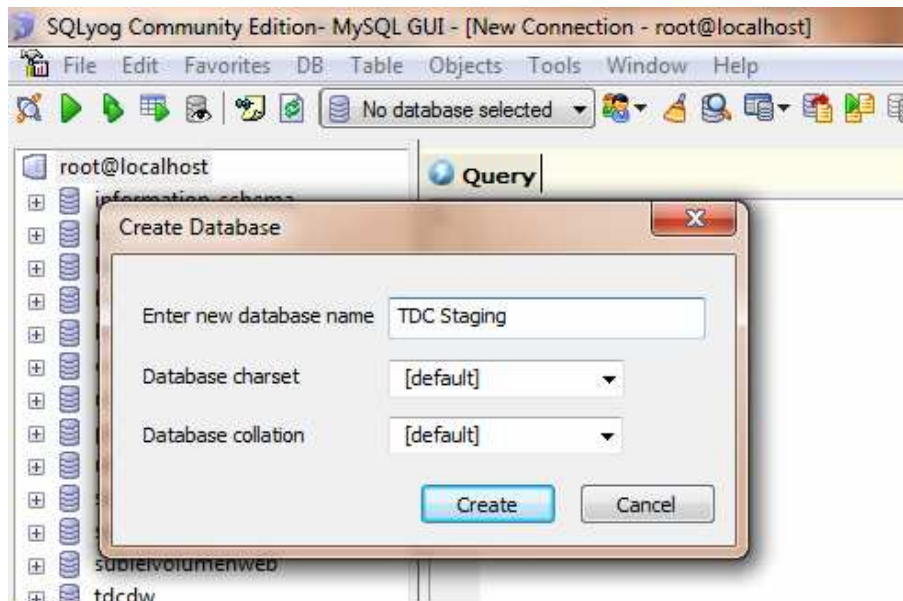 SQLyog Community Edition- MySQL GUI - [New Connection - root@localhost]
File Edit Favorites DB Table Objects Tools Window Help
No database selected
root@localhost
Query
information_schema
Create Database
Enter new database name TDC Staging
Database charset [default]
Database collation [default]
Create Cancel
tdcdw